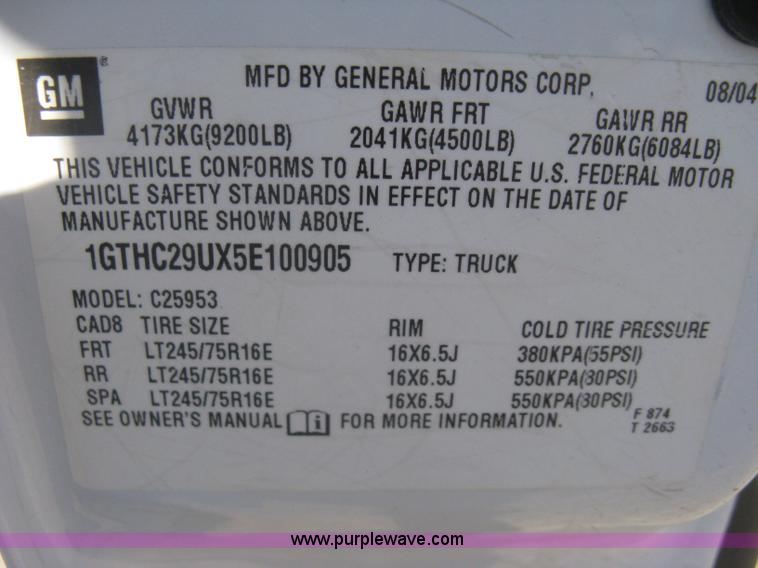 GM
®
MFD BY GENERAL MOTORS CORP.
08/04
GVWR GAWR FRT GAWR RR
4173KG(9200LB) 2041KG(4500LB) 2760KG(6084LB)
THIS VEHICLE CONFORMS TO ALL APPLICABLE U.S. FEDERAL MOTOR
VEHICLE SAFETY STANDARDS IN EFFECT ON THE DATE OF
MANUFACTURE SHOWN ABOVE.
1GTHC29UX5E100905 TYPE: TRUCK
MODEL: C25953
CAD8 TIRE SIZE RIM COLD TIRE PRESSURE
FRT LT245/75R16E 16X6.5J 380KPA(55PSI)
RR LT245/75R16E 16X6.5J 550KPA(80PSI)
SPA LT245/75R16E 16X6.5J 550KPA(80PSI)
SEE OWNER'S MANUAL i FOR MORE INFORMATION.
F 874
T 2663
www.purplewave.com